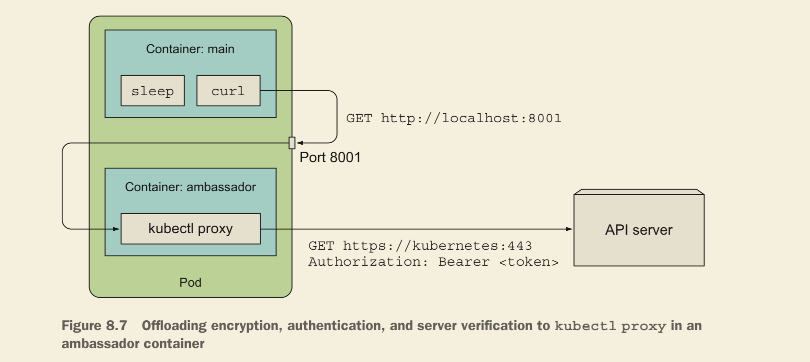 Container: main
sleep
curl
GET http://localhost:8001
Port 8001
Container: ambassador
kubectl proxy
API server
GET https://kubernetes:443
Authorization: Bearer <token>
Pod
Figure 8.7 Offloading encryption, authentication, and server verification to kubectl proxy in an
ambassador container